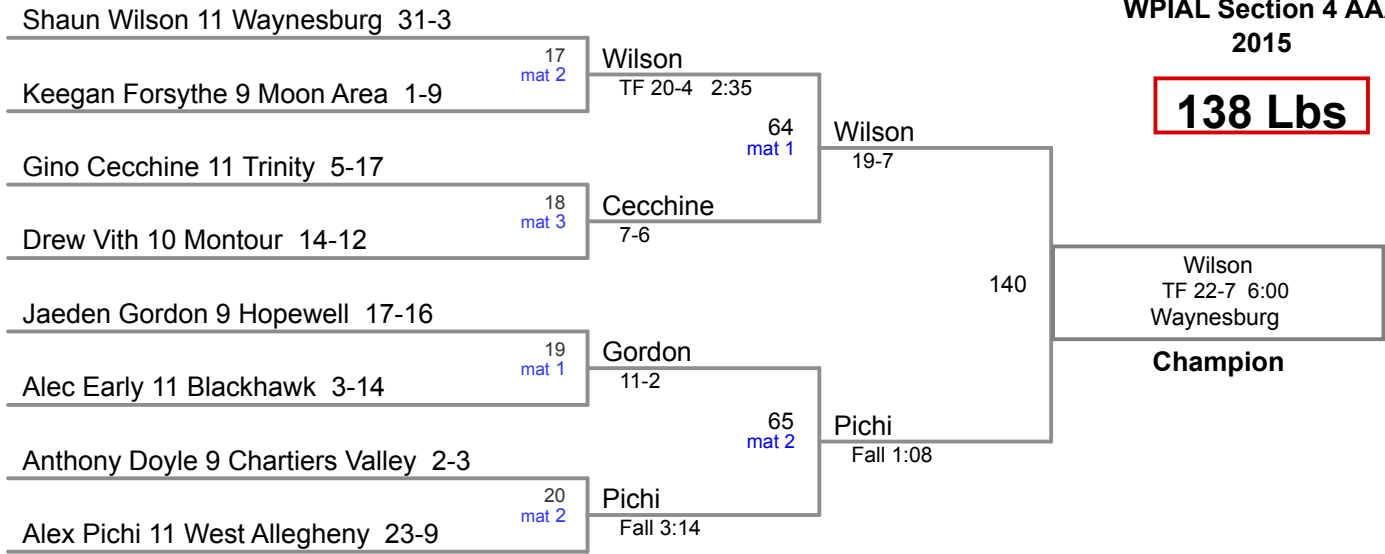 Shaun Wilson 11 Waynesburg 31-3
WPIAL Section 4 AA
2015
138 Lbs
17
mat 2
Wilson
TF 20-4 2:35
Keegan Forsythe 9 Moon Area 1-9
64
mat 1
Wilson
19-7
Gino Cecchine 11 Trinity 5-17
18
mat 3
Cecchine
7-6
Drew Vith 10 Montour 14-12
140
Wilson
TF 22-7 6:00
Waynesburg
Champion
Jaeden Gordon 9 Hopewell 17-16
19
mat 1
Gordon
11-2
Alec Early 11 Blackhawk 3-14
65
mat 2
Pichi
Fall 1:08
Anthony Doyle 9 Chartiers Valley 2-3
20
mat 2
Pichi
Fall 3:14
Alex Pichi 11 West Allegheny 23-9